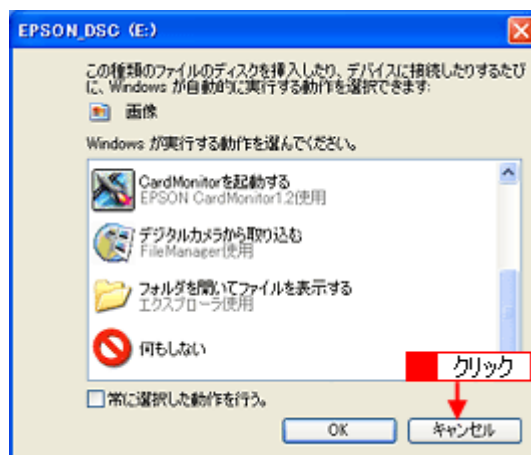 EPSON_DSC (E:)
この種類のファイルのディスクを挿入したり、デバイスに接続したりするたび
に、Windows が自動的に実行する動作を選択できます:
画像
Windows が実行する動作を選んでください。
CardMonitorを起動する
EPSON CardMonitor1.2使用
デジタルカメラから取り込む
FileManager使用
フォルダを開いてファイルを表示する
エクスプローラ使用
何もしない
クリック
常に選択した動作を行う。
OK
キャンセル